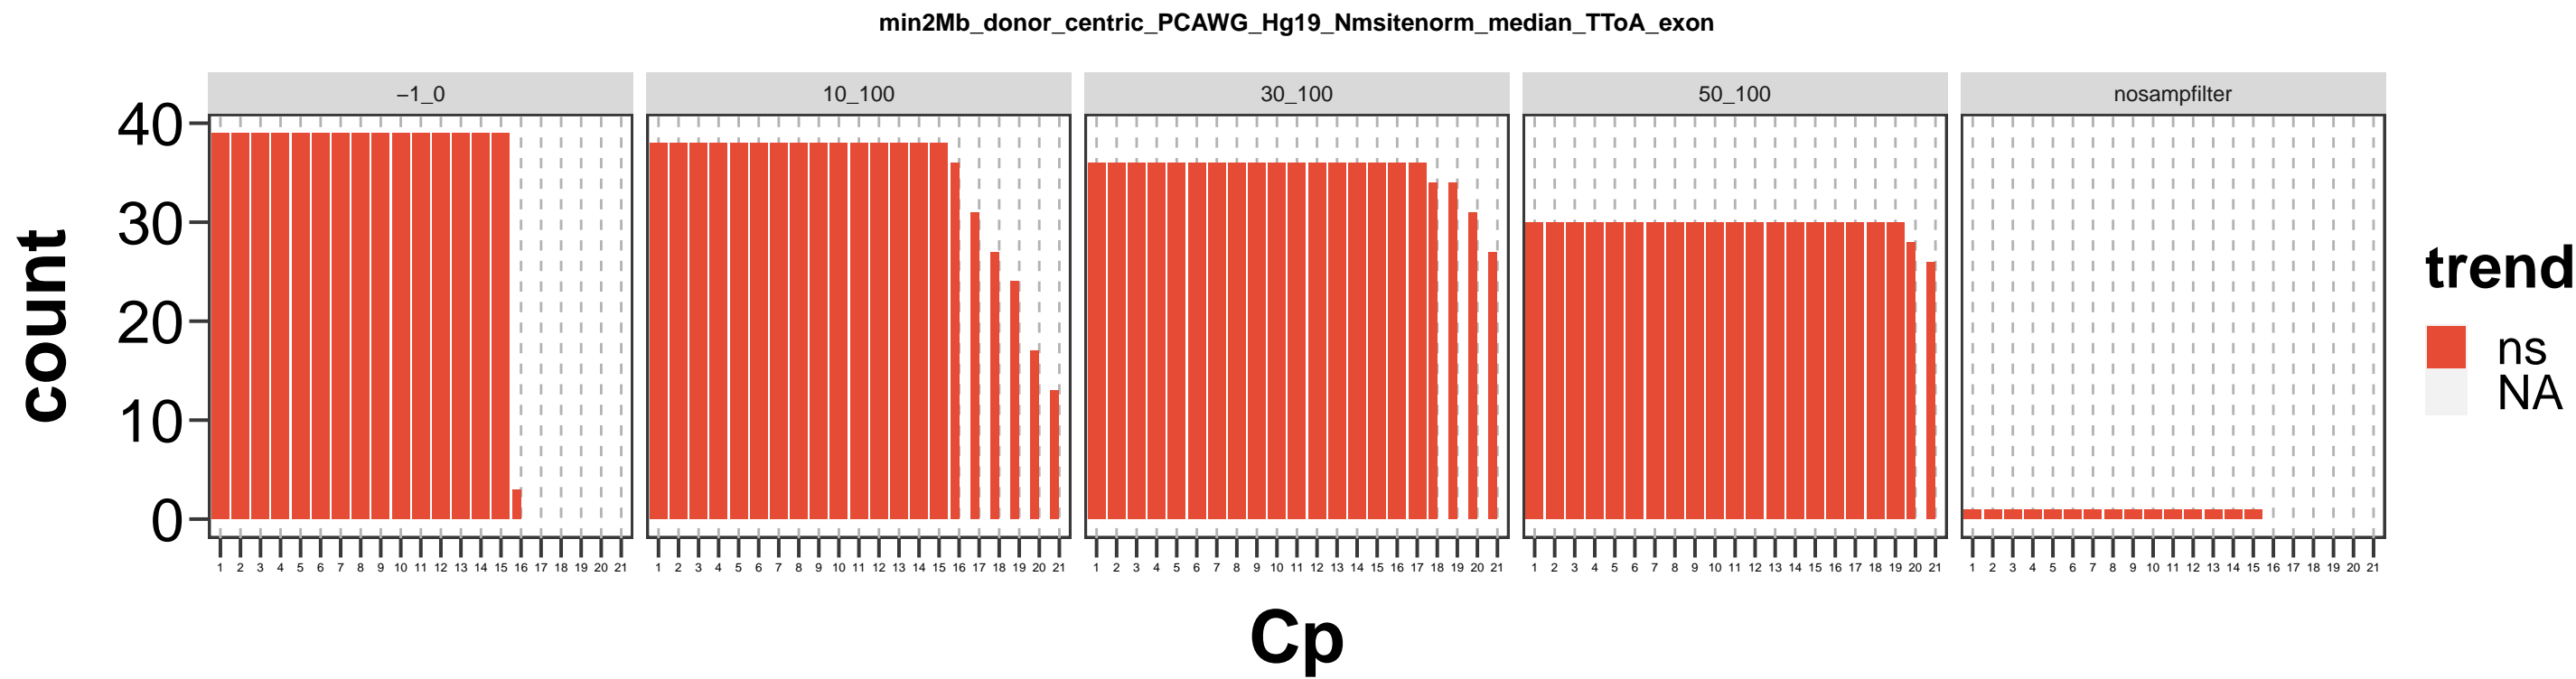 min2Mb_donor_centric_PCAWG_Hg19_Nmsitenorm_median_TToA_exon
−1_0 10_100 30_100 50_100 nosampfilter
40
30
20
10
0
count
1 2 3 4 5 6 7 8 9 10 11 12 13 14 15 16 17 18 19 20 21
1 2 3 4 5 6 7 8 9 10 11 12 13 14 15 16 17 18 19 20 21
1 2 3 4 5 6 7 8 9 10 11 12 13 14 15 16 17 18 19 20 21
1 2 3 4 5 6 7 8 9 10 11 12 13 14 15 16 17 18 19 20 21
1 2 3 4 5 6 7 8 9 10 11 12 13 14 15 16 17 18 19 20 21
Cp
trend
ns
NA